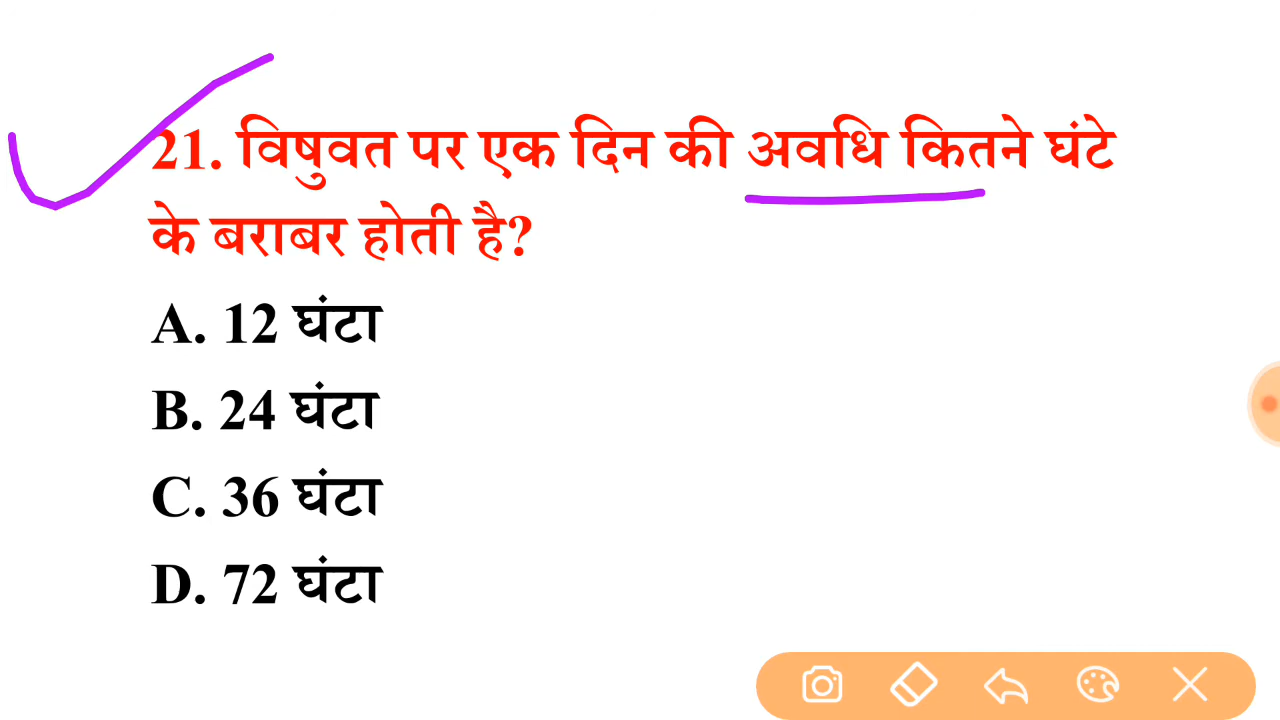 21. विषुवत पर एक दिन की अवधि कितने घंटे
के बराबर होती है?
A. 12 घंटा
B. 24 घंटा
C. 36 घंटा
D. 72 घंटा